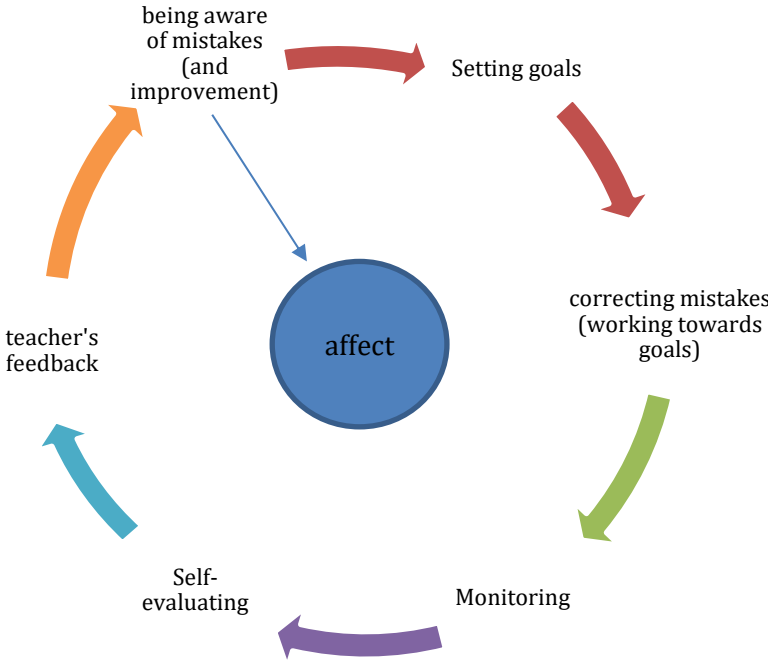 being aware
of mistakes
(and
improvement)
Setting goals
correcting mistakes
(working towards
goals)
Monitoring
Self-
evaluating
teacher's
feedback
affect